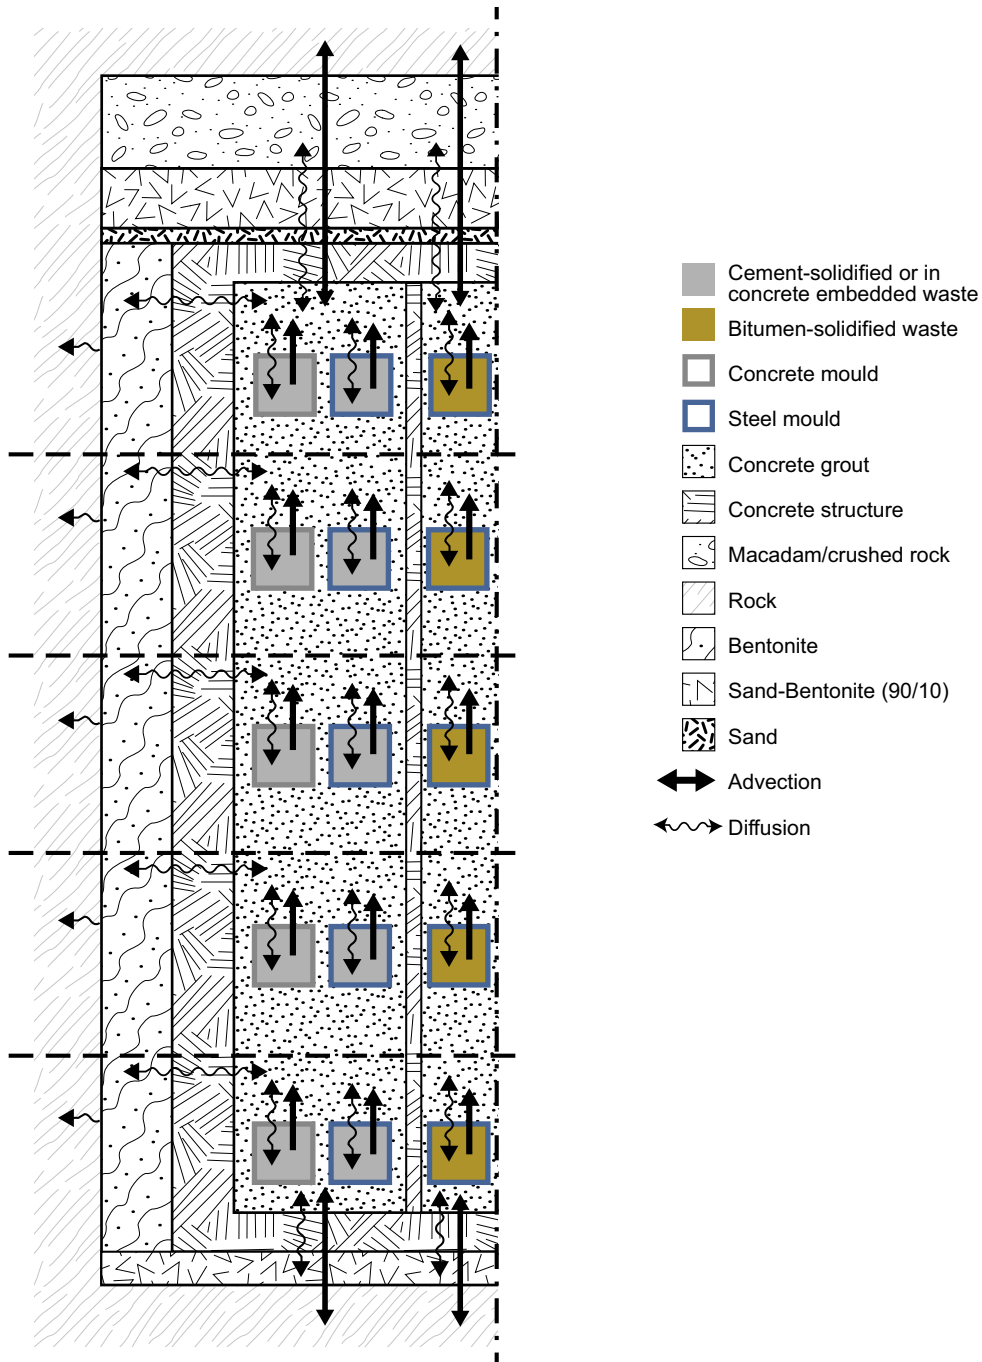 Cement-solidified or in
concrete embedded waste
Bitumen-solidified waste
Concrete mould
Steel mould
Concrete grout
Concrete structure
Macadam/crushed rock
Rock
Bentonite
Sand-Bentonite (90/10)
Sand
Advection
Diffusion